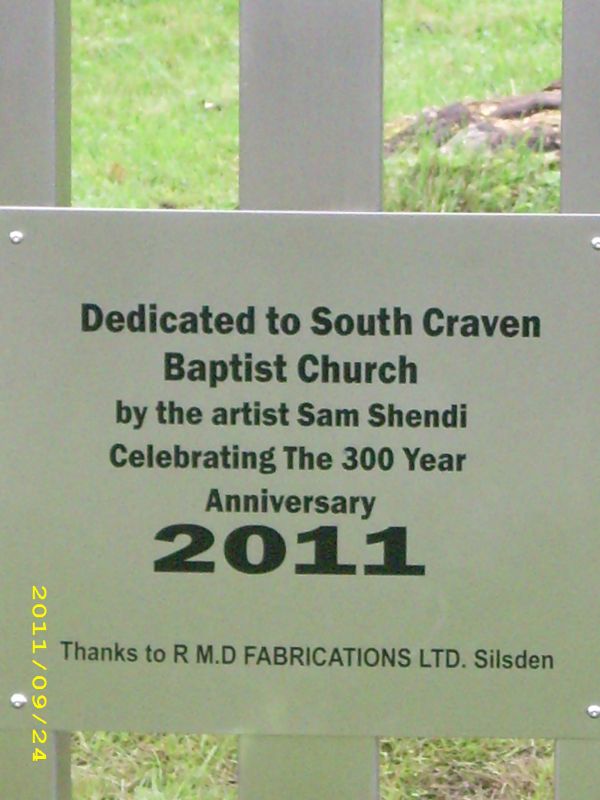 Dedicated to South Craven
Baptist Church
by the artist Sam Shendi
Celebrating The 300 Year
Anniversary
2011
Thanks to R M.D FABRICATIONS LTD. Silsden
2011/09/24